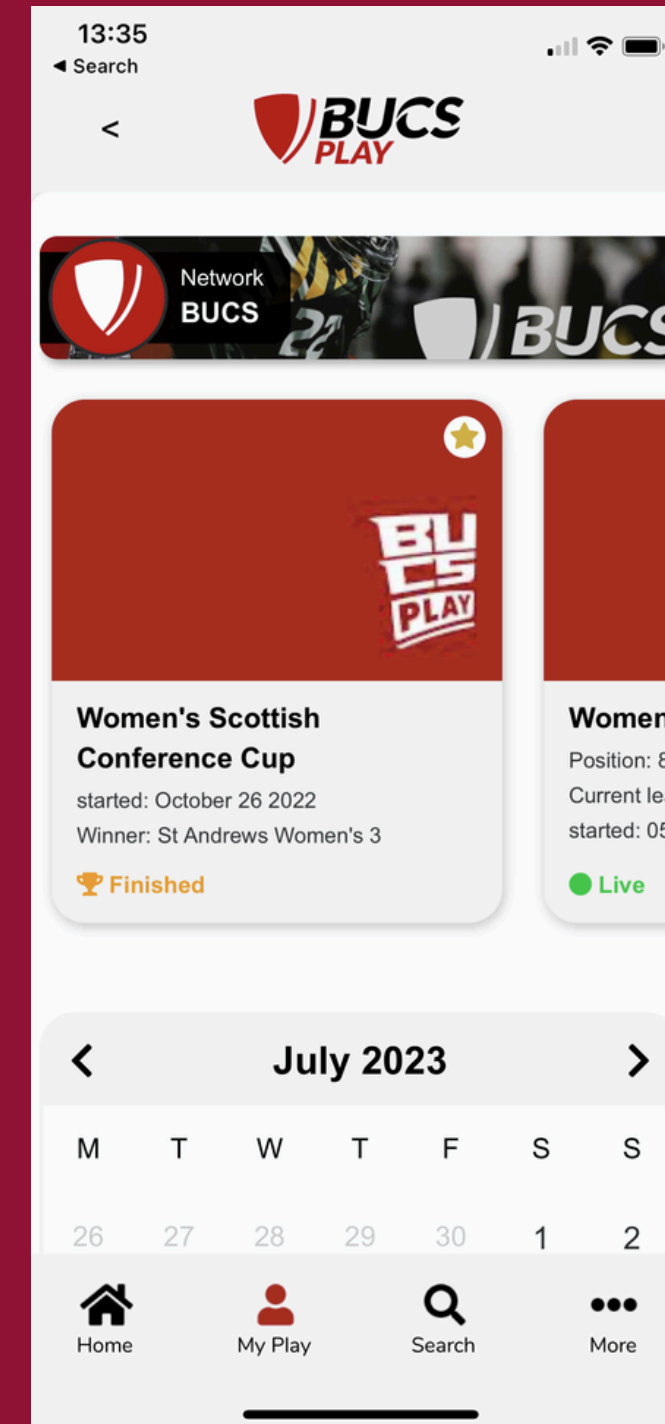 13:35
◀ Search
<
BUCS
PLAY
Network
BUCS
22
BUCS
BU
CS
PLAY
Women's Scottish
Conference Cup
started: October 26 2022
Winner: St Andrews Women's 3
Finished
Women
Position: 8
Current le
started: 05
Live
July 2023
M T W T F S S
26 27 28 29 30 1 2
Home My Play Search More